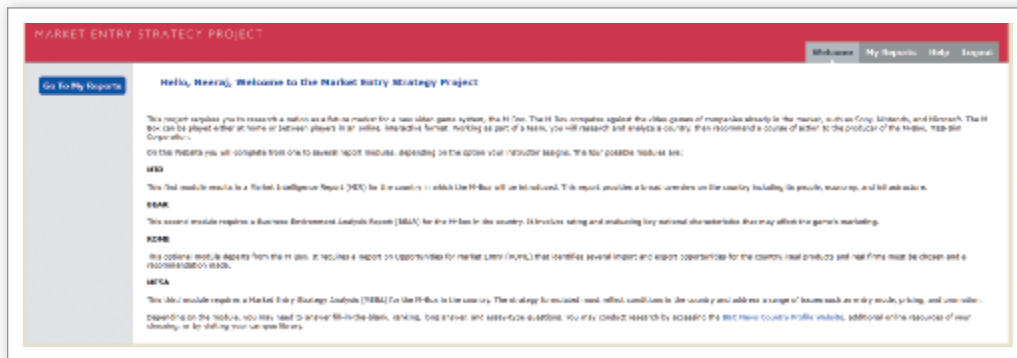 MARKET ENTRY STRATEGY PROJECT
Welcome My Reports Help Logout
Go To My Reports
Hello, Neeraj, Welcome to the Market Entry Strategy Project
This project requires you to research a nation as a future market for a new video game system, the M-Box. The M-Box competes against the video games of companies already in the market, such as Sony, Nintendo, and Microsoft. The M-
Box can be played either at home or between players in an online, interactive format. Working as part of a team, you will research and analyze a country, then recommend a course of action to the producer of the M-Box,
Corporation.
On this Website you will complete from one to several report modules, depending on the option your instructor assigns. The four possible modules are:
MIR
This first module results in a Market Intelligence Report (MIR) for the country in which the M-Box will be introduced. This report provides a broad overview on the country including its people, economy, and infrastructure.
BEAR
This second module requires a Business Environment Analysis Report (BEAR) for the M-Box in the country. It involves rating and evaluating key national characteristics that may affect the game's marketing.
ROME
This optional module departs from the M-Box. It requires a Report on Opportunities for Market Entry (ROME) that identifies several import and export opportunities for the country. Real products and real firms must be chosen and a
recommendation made.
MESA
This third module requires a Market Entry Strategy Analysis (MESA) for the M-Box in the country. The strategy formulated must reflect conditions in the country and address a range of issues such as entry mode, pricing, and promotion.
Depending on the module, you may need to answer fill-in-the-blank, ranking, long answer, and essay-type questions. You may conduct research by accessing the BBC News Country Profile Website, additional online resources of your
choosing, or by visiting your campus library.